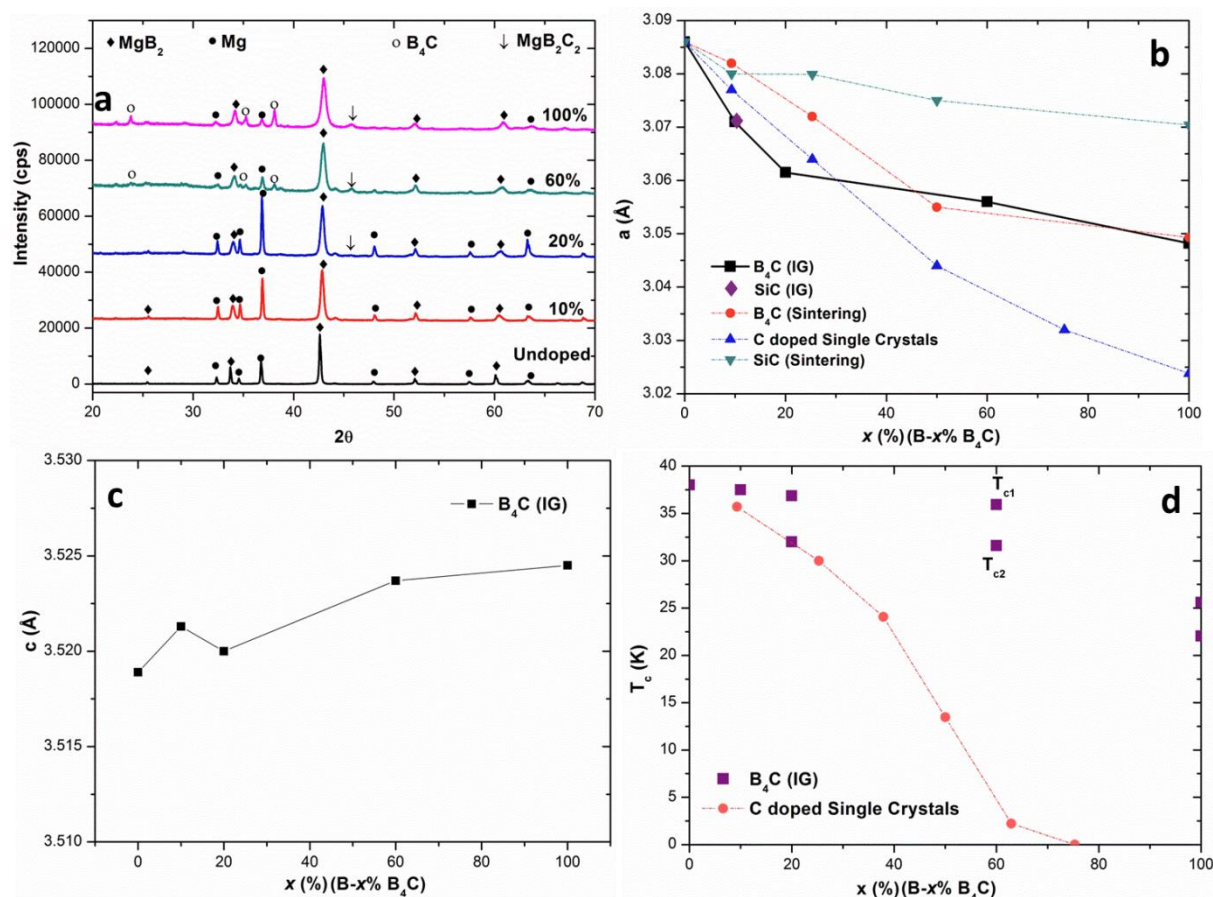 ◆MgB₂ ●Mg ○B₄C ↓MgB₂C₂
a
120000
100000
80000
60000
40000
20000
0
Intensity (cps)
100%
60%
20%
10%
Undoped
20 30 40 50 60 70
2θ
b
3.09
3.08
3.07
3.06
3.05
3.04
3.03
3.02
a (Å)
B₄C (IG)
SiC (IG)
B₄C (Sintering)
C doped Single Crystals
SiC (Sintering)
0 20 40 60 80 100
x (%) (B-x% B₄C)
c
3.530
3.525
3.520
3.515
3.510
c (Å)
B₄C (IG)
0 20 40 60 80 100
x (%) (B-x% B₄C)
d
40
35
30
25
20
15
10
5
0
T_c (K)
T_c1
T_c2
B₄C (IG)
C doped Single Crystals
0 20 40 60 80 100
x (%) (B-x% B₄C)